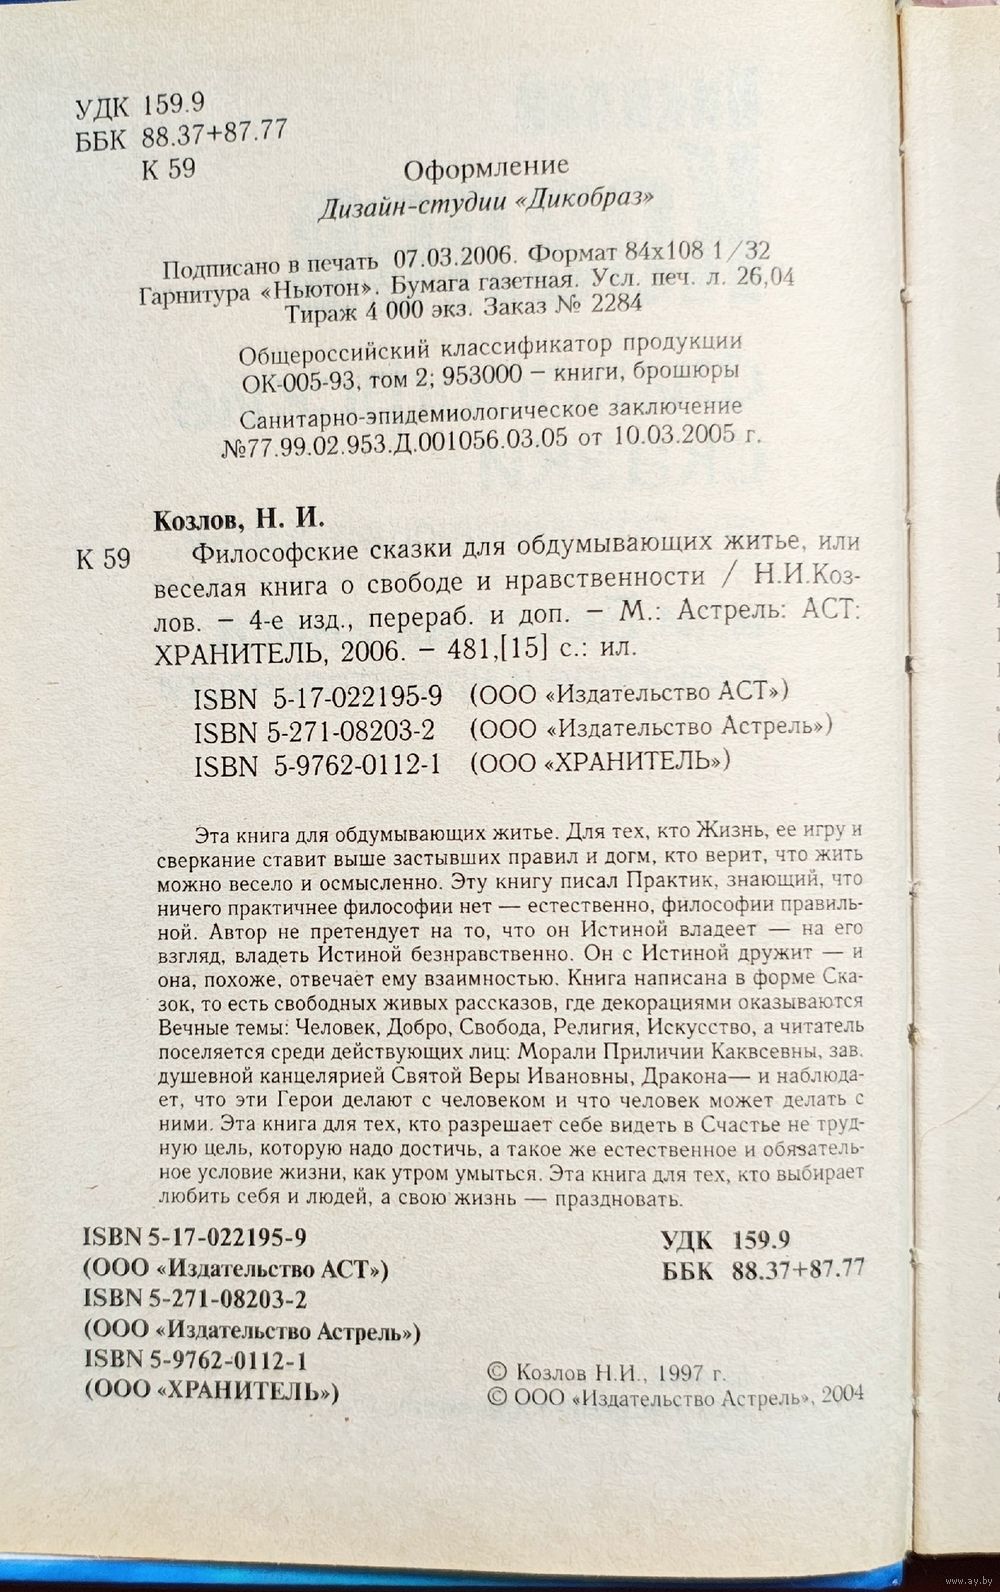 УДК 159.9
ББК 88.37+87.77
К 59
Оформление
Дизайн-студии «Дикобраз»
Подписано в печать 07.03.2006. Формат 84х108 1/32
Гарнитура «Ньютон». Бумага газетная. Усл. печ. л. 26,04
Тираж 4 000 экз. Заказ № 2284
Общероссийский классификатор продукции
ОК-005-93, том 2; 953000 – книги, брошюры
Санитарно-эпидемиологическое заключение
№77.99.02.953.Д.001056.03.05 от 10.03.2005 г.
Козлов, Н. И.
К 59 Философские сказки для обдумывающих житье, или
веселая книга о свободе и нравственности / Н.И.Коз-
лов. – 4-е изд., перераб. и доп. – М.: Астрель: АСТ:
ХРАНИТЕЛЬ, 2006. – 481,[15] с.: ил.
ISBN 5-17-022195-9 (ООО «Издательство АСТ»)
ISBN 5-271-08203-2 (ООО «Издательство Астрель»)
ISBN 5-9762-0112-1 (ООО «ХРАНИТЕЛЬ»)
Эта книга для обдумывающих житье. Для тех, кто Жизнь, ее игру и
сверкание ставит выше застывших правил и догм, кто верит, что жить
можно весело и осмысленно. Эту книгу писал Практик, знающий, что
ничего практичнее философии нет — естественно, философии правиль-
ной. Автор не претендует на то, что он Истиной владеет — на его
взгляд, владеть Истиной безнравственно. Он с Истиной дружит — и
она, похоже, отвечает ему взаимностью. Книга написана в форме Ска-
зок, то есть свободных живых рассказов, где декорациями оказываются
Вечные темы: Человек, Добро, Свобода, Религия, Искусство, а читатель
поселяется среди действующих лиц: Морали Приличии Каквсевны, зав.
душевной канцелярией Святой Веры Ивановны, Дракона— и наблюда-
ет, что эти Герои делают с человеком и что человек может делать с
ними. Эта книга для тех, кто разрешает себе видеть в Счастье не труд-
ную цель, которую надо достичь, а такое же естественное и обязатель-
ное условие жизни, как утром умыться. Эта книга для тех, кто выбирает
любить себя и людей, а свою жизнь — праздновать.
ISBN 5-17-022195-9
(ООО «Издательство АСТ»)
ISBN 5-271-08203-2
(ООО «Издательство Астрель»)
ISBN 5-9762-0112-1
(ООО «ХРАНИТЕЛЬ»)
УДК 159.9
ББК 88.37+87.77
© Козлов Н.И., 1997 г.
© ООО «Издательство Астрель», 2004
www.ay.by